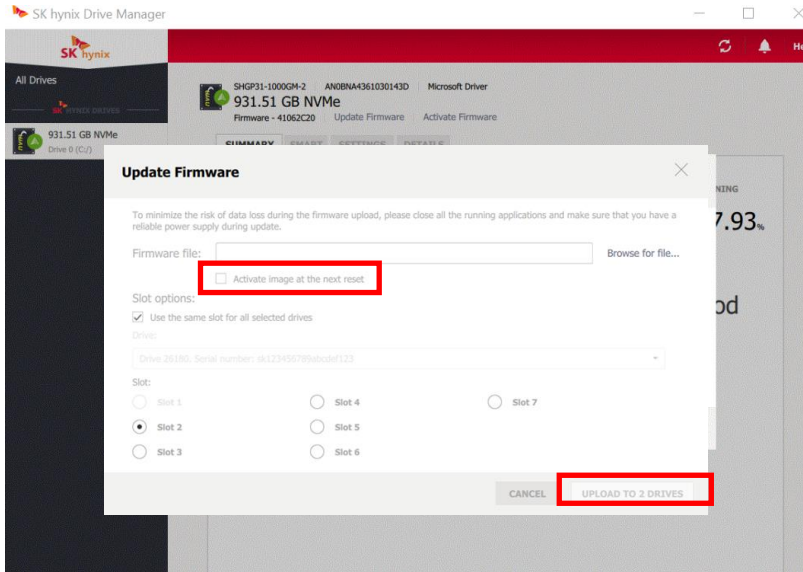 SK hynix Drive Manager
SK hynix
He
All Drives
SK HYNIX DRIVES
931.51 GB NVMe
Drive 0 (C:/)
SHGP31-1000GM-2 AN0BNA4361030143D Microsoft Driver
931.51 GB NVMe
Firmware - 41062C20 Update Firmware Activate Firmware
SUMMARY SMART SETTINGS DETAILS
NING
7.93%
od
Update Firmware
To minimize the risk of data loss during the firmware upload, please close all the running applications and make sure that you have a
reliable power supply during update.
Firmware file: Browse for file...
Activate image at the next reset
Slot options:
Use the same slot for all selected drives
Drive:
Drive 26180. Serial number: sk123455789abcdef123
Slot:
Slot 1 Slot 4 Slot 7
Slot 2 Slot 5
Slot 3 Slot 6
CANCEL UPLOAD TO 2 DRIVES